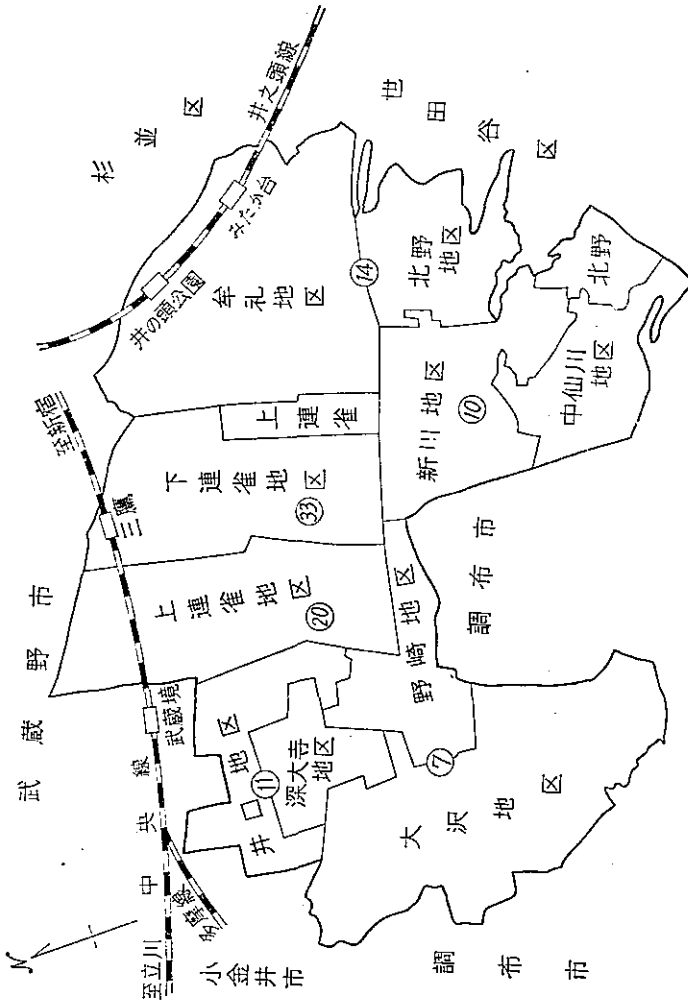 N
武蔵野市
杉並区
世田谷区
小金井市
調布市
調布市
至立川
中央線
多摩線
武蔵境
三鷹
至新宿
井の頭公園
みたか台
井之頭線
井地区
⑪
深大寺地区
上連雀地区
⑳
下連雀地区
㉝
上連雀
牟礼地区
⑭
北野地区
北野
新川地区
⑩
中仙川地区
野崎地区
⑦
大沢地区